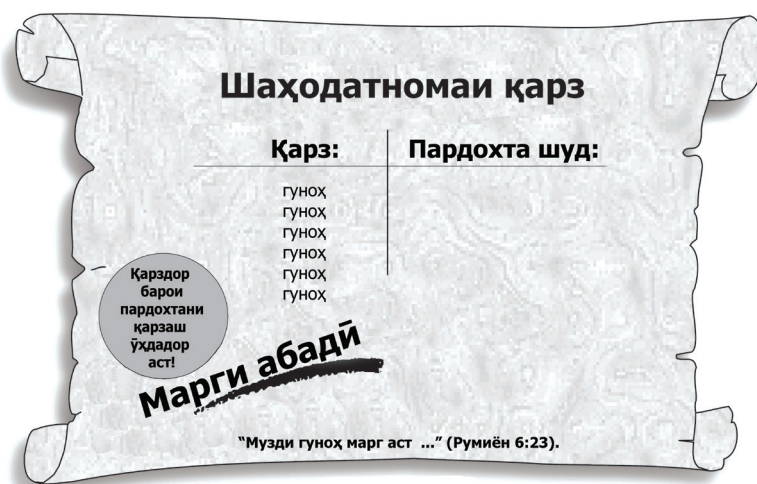 Шаҳодатномаи қарз
Қарз: Пардохта шуд:
гуноҳ
гуноҳ
гуноҳ
гуноҳ
гуноҳ
гуноҳ
Қарздор
барои
пардохтани
қарзаш
ӯҳдадор
аст!
Марги абадӣ
“Музди гуноҳ марг аст ...” (Румиён 6:23).